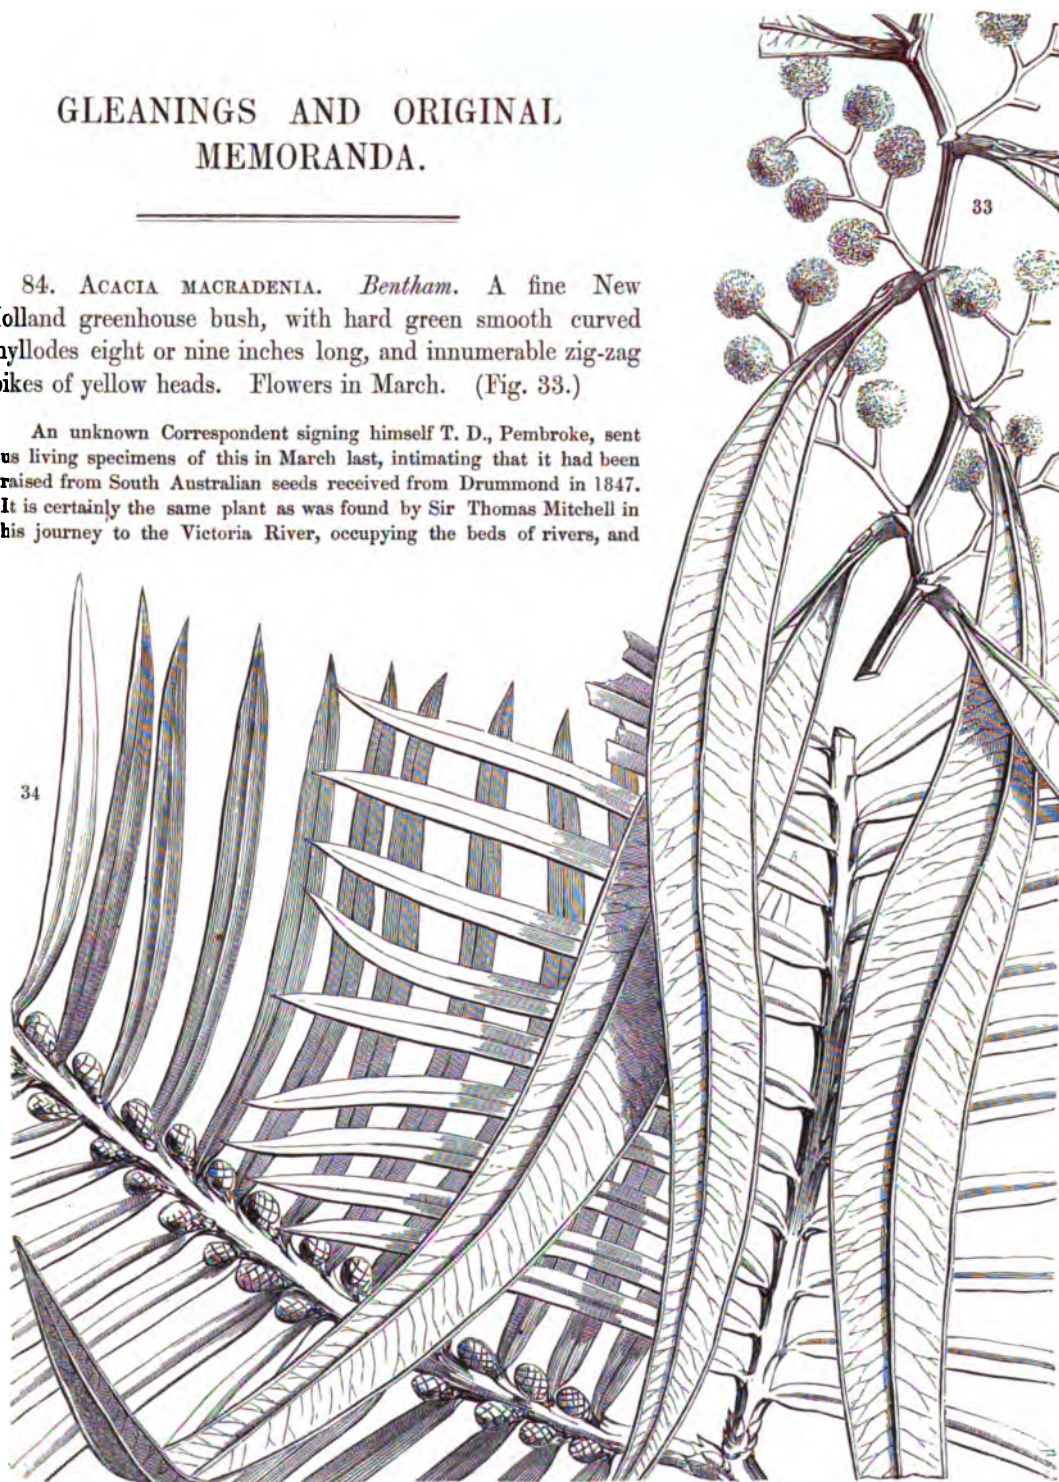 GLEANINGS AND ORIGINAL
MEMORANDA.
33
84. ACACIA MACRADENIA. Bentham. A fine New
olland greenhouse bush, with hard green smooth curved
yllodes eight or nine inches long, and innumerable zig-zag
ikes of yellow heads. Flowers in March. (Fig. 33.)
An unknown Correspondent signing himself T. D., Pembroke, sent
us living specimens of this in March last, intimating that it had been
raised from South Australian seeds received from Drummond in 1847.
It is certainly the same plant as was found by Sir Thomas Mitchell in
his journey to the Victoria River, occupying the beds of rivers, and
34